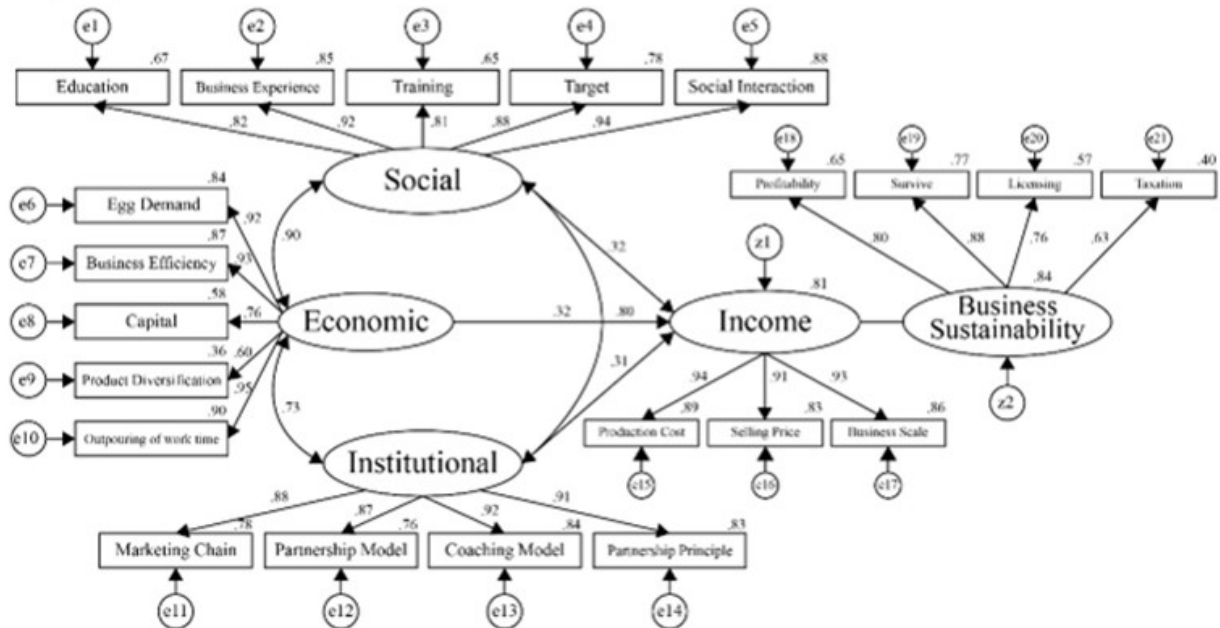 e1
e2
e3
e4
e5
.67
.85
.65
.78
.88
Education
Business Experience
Training
Target
Social Interaction
.82
.92
.81
.88
.94
e18
e19
e20
e21
.65
.77
.57
.40
Profitability
Survive
Licensing
Taxation
.80
.88
.76
.63
Social
.84
e6
Egg Demand
.92
.87
e7
Business Efficiency
.93
.58
e8
Capital
.76
.36
.60
e9
Product Diversification
.95
.90
e10
Outpouring of work time
.90
Economic
.73
.32
.32
.80
.31
z1
.81
Income
.84
Business
Sustainability
z2
.94
.91
.93
.89
.83
.86
Production Cost
Selling Price
Business Scale
e15
e16
e17
Institutional
.88
.87
.92
.91
.78
.76
.84
.83
Marketing Chain
Partnership Model
Coaching Model
Partnership Principle
e11
e12
e13
e14